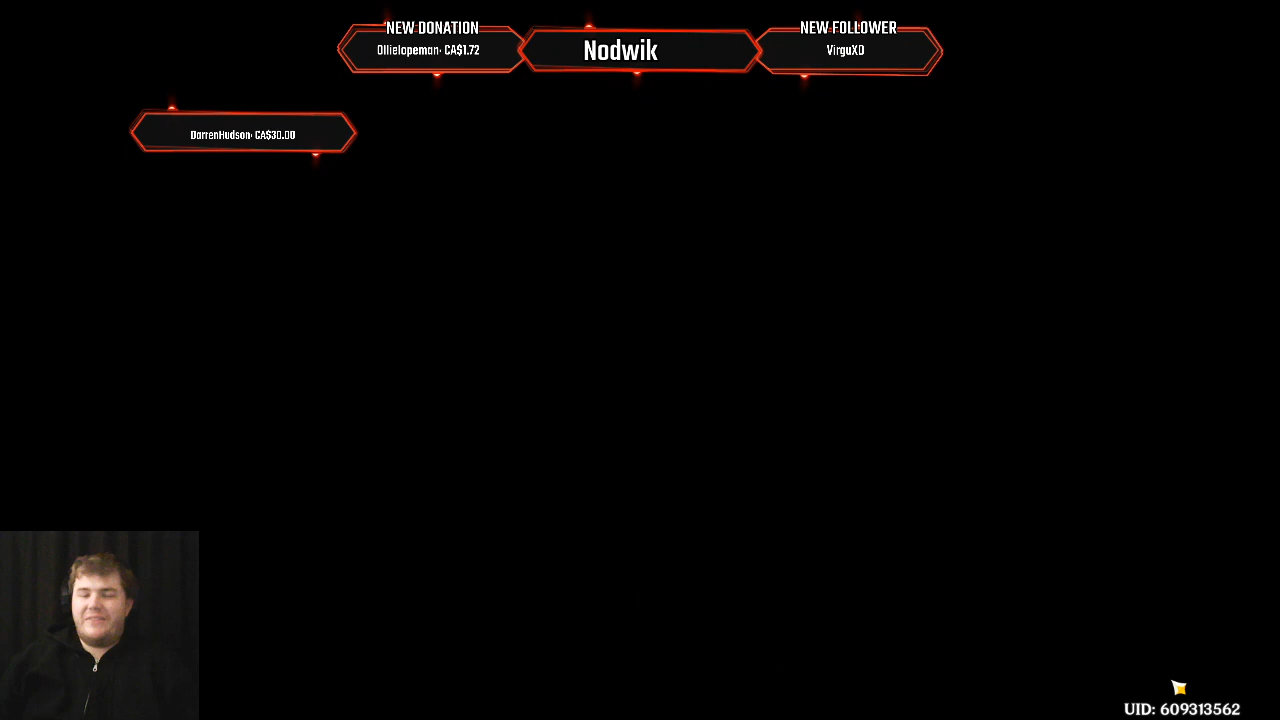 NEW DONATION
Ollielopeman: CA$1.72
Nodwik
NEW FOLLOWER
VirguXD
DarrenHudson: CA$30.00
UID: 609313562